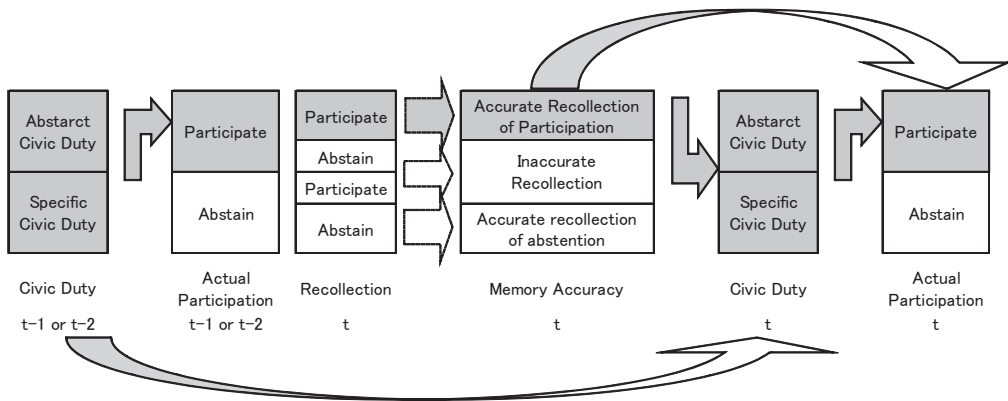 Abstarct
Civic Duty
Specific
Civic Duty
Civic Duty
t-1 or t-2
Participate
Abstain
Actual
Participation
t-1 or t-2
Participate
Abstain
Participate
Abstain
Recollection
t
Accurate Recollection
of Participation
Inaccurate
Recollection
Accurate recollection
of abstention
Memory Accuracy
t
Abstarct
Civic Duty
Specific
Civic Duty
Civic Duty
t
Participate
Abstain
Actual
Participation
t